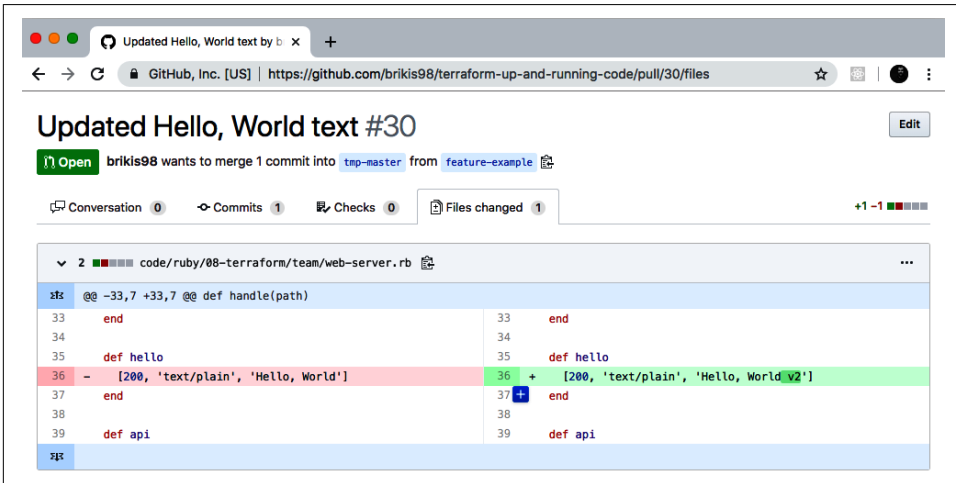 Updated Hello, World text by b
GitHub, Inc. [US] | https://github.com/brikis98/terraform-up-and-running-code/pull/30/files
Updated Hello, World text #30
Edit
Open brikis98 wants to merge 1 commit into tmp-master from feature-example
Conversation 0 Commits 1 Checks 0 Files changed 1 +1 −1
2 code/ruby/08-terraform/team/web-server.rb
@@ -33,7 +33,7 @@ def handle(path)
33 end 33 end
34 34
35 def hello 35 def hello
36 - [200, 'text/plain', 'Hello, World'] 36 + [200, 'text/plain', 'Hello, World v2']
37 end 37 end
38 38
39 def api 39 def api